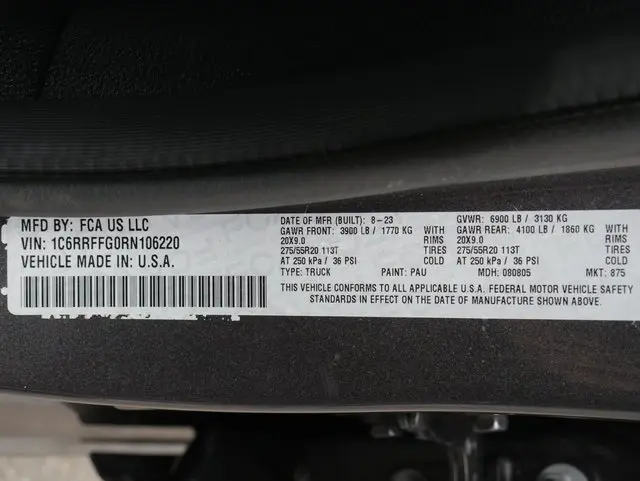 MFD BY: FCA US LLC
VIN: 1C6RRFFG0RN106220
VEHICLE MADE IN: U.S.A.
DATE OF MFR (BUILT): 8-23 GVWR: 6900 LB / 3130 KG
GAWR FRONT: 3900 LB / 1770 KG WITH GAWR REAR: 4100 LB / 1860 KG WITH
20X9.0 RIMS 20X9.0 RIMS
275/55R20 113T TIRES 275/55R20 113T TIRES
AT 250 kPa / 36 PSI COLD AT 250 kPa / 36 PSI COLD
TYPE: TRUCK PAINT: PAU MDH: 080805 MKT: 875
THIS VEHICLE CONFORMS TO ALL APPLICABLE U.S.A. FEDERAL MOTOR VEHICLE SAFETY
STANDARDS IN EFFECT ON THE DATE OF MANUFACTURE SHOWN ABOVE.